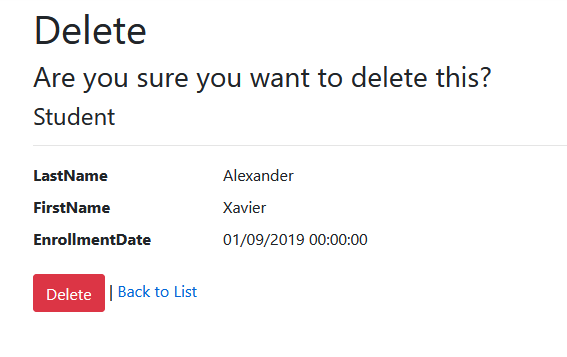 Delete
Are you sure you want to delete this?
Student
LastName Alexander
FirstName Xavier
EnrollmentDate 01/09/2019 00:00:00
Delete | Back to List